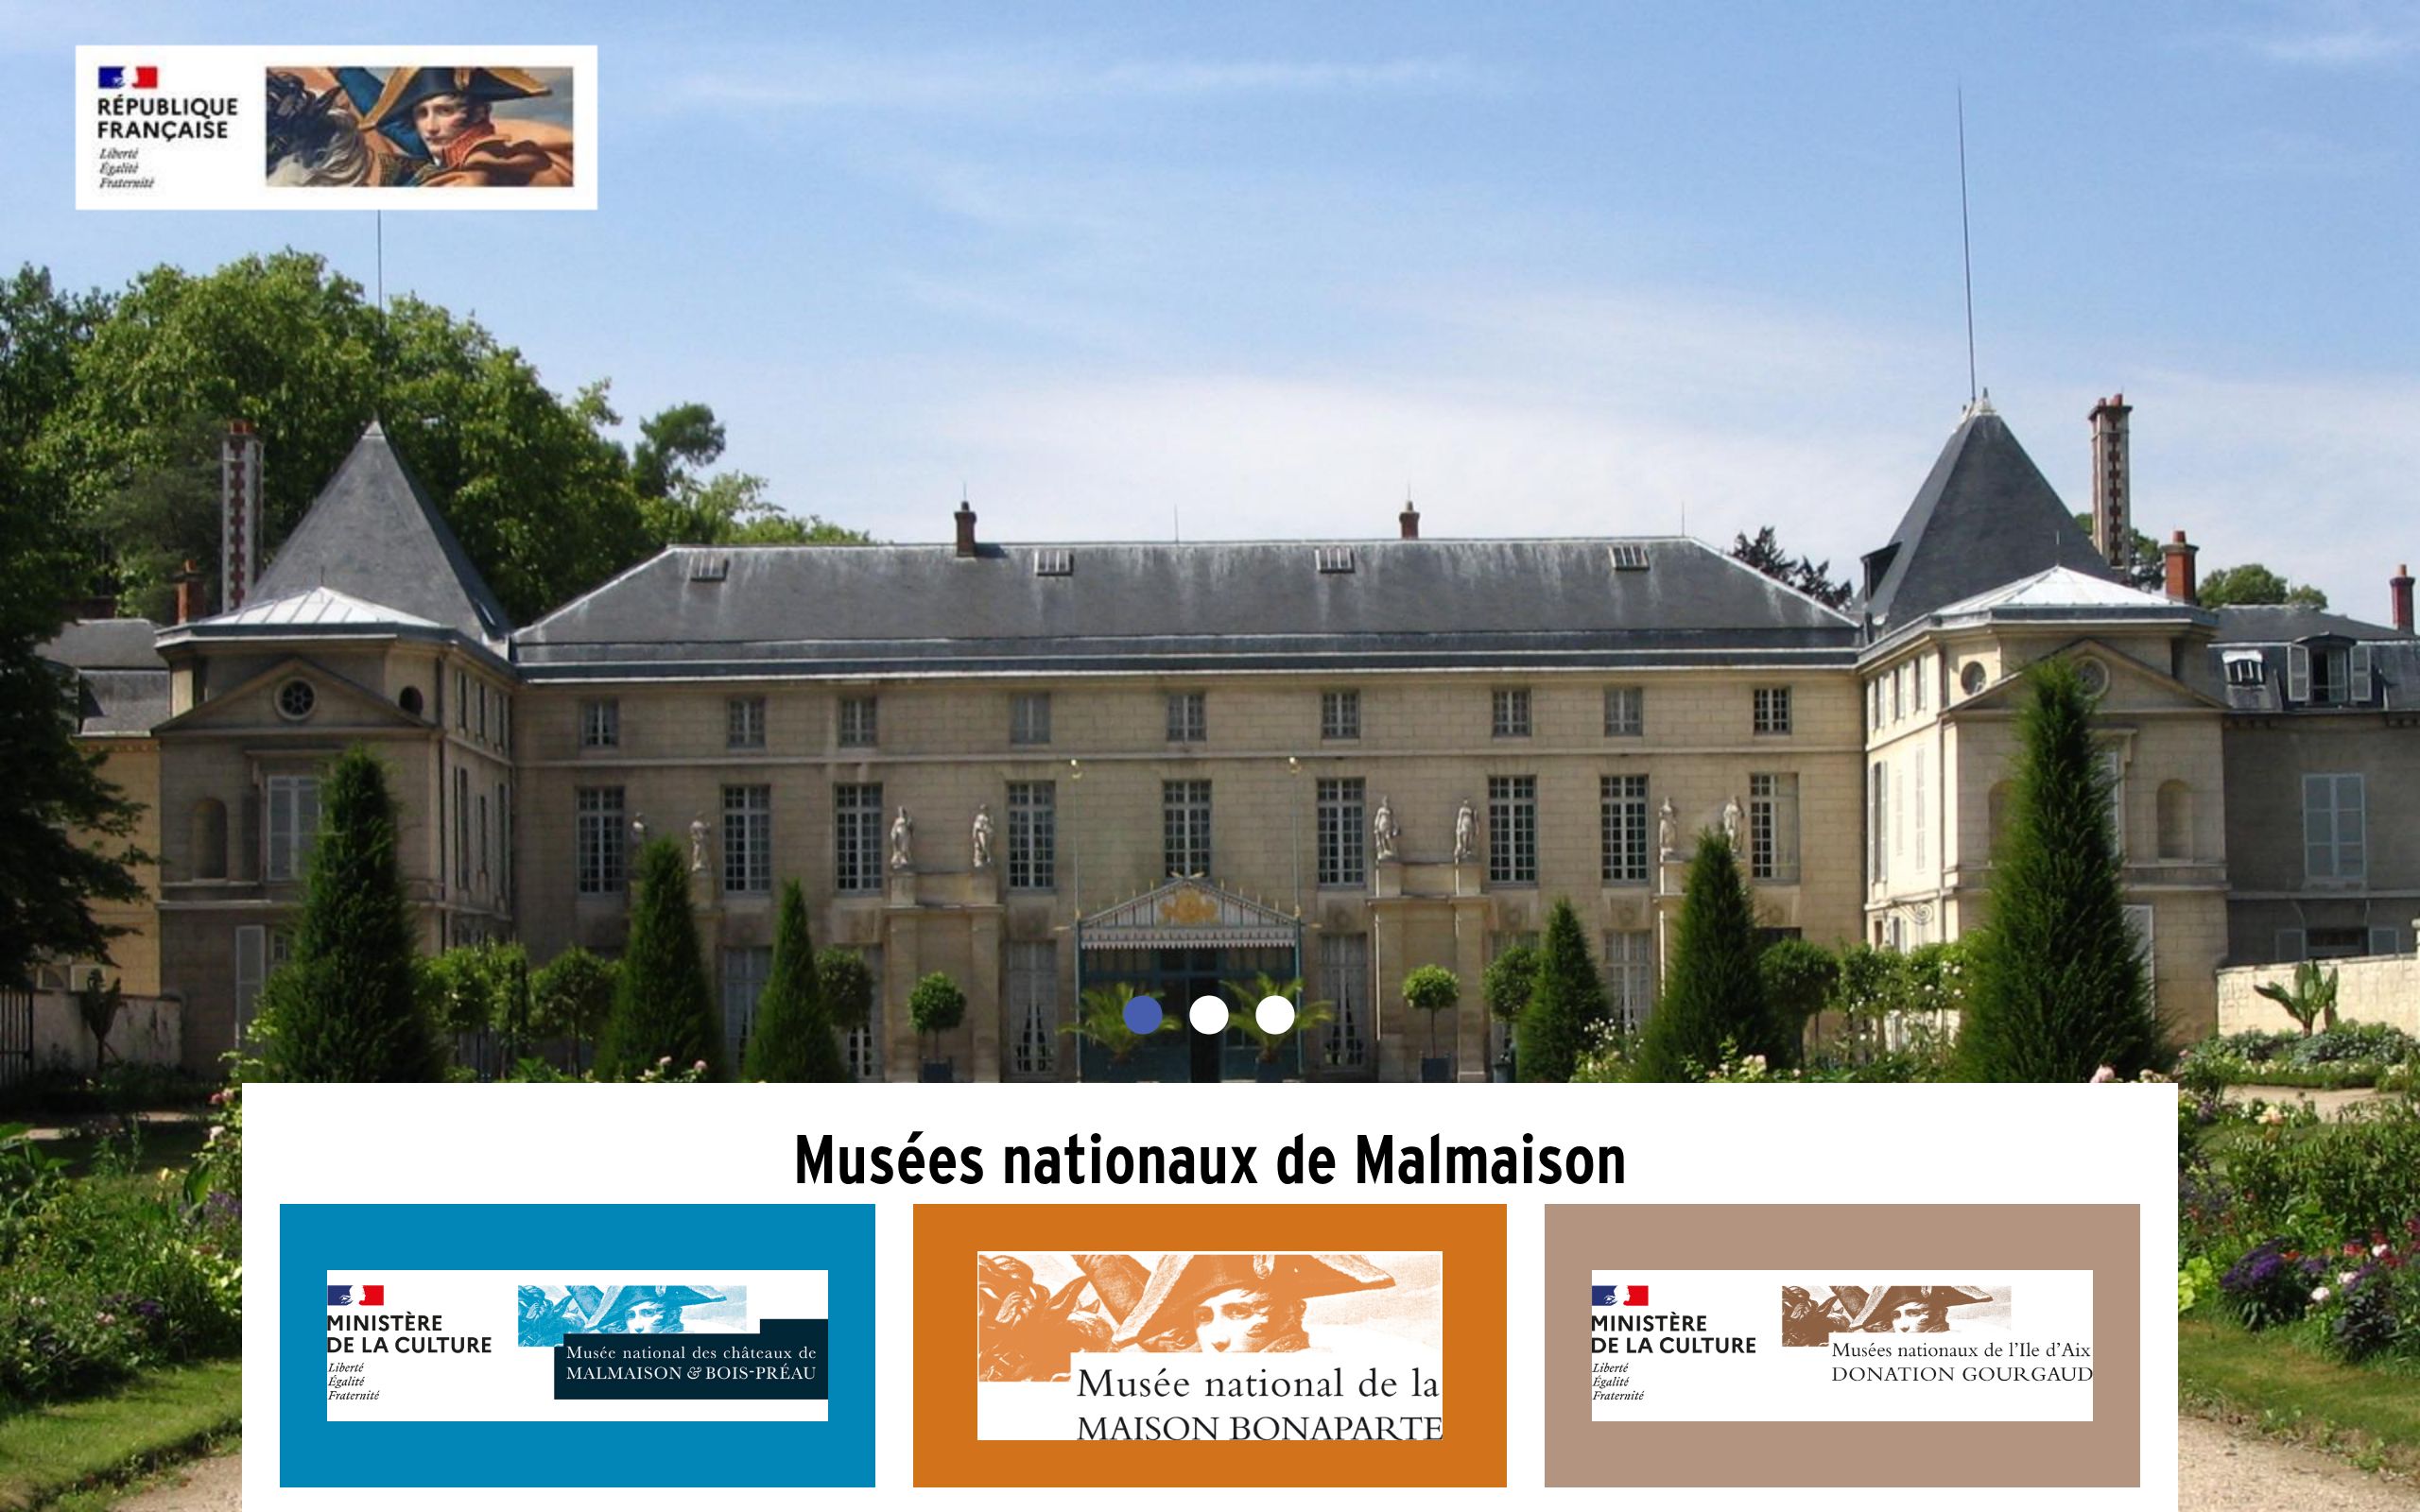 RÉPUBLIQUE
FRANÇAISE
Liberté
Égalité
Fraternité
Musées nationaux de Malmaison
MINISTÈRE
DE LA CULTURE
Liberté
Égalité
Fraternité
Musée national des châteaux de
MALMAISON & BOIS-PRÉAU
Musée national de la
MAISON BONAPARTE
MINISTÈRE
DE LA CULTURE
Liberté
Égalité
Fraternité
Musées nationaux de l'Ile d'Aix
DONATION GOURGAUD